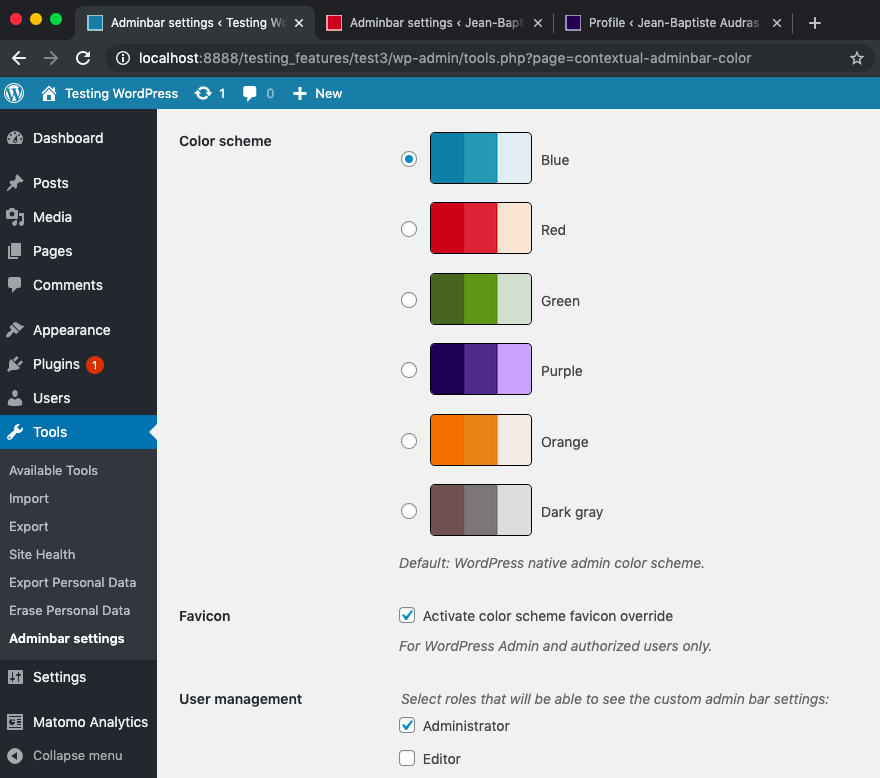 Adminbar settings ‹ Testing Wo
Adminbar settings ‹ Jean-Bapt
Profile ‹ Jean-Baptiste Audras
localhost:8888/testing_features/test3/wp-admin/tools.php?page=contextual-adminbar-color
Testing WordPress
1
0
New
Dashboard
Posts
Media
Pages
Comments
Appearance
Plugins 1
Users
Tools
Available Tools
Import
Export
Site Health
Export Personal Data
Erase Personal Data
Adminbar settings
Settings
Matomo Analytics
Collapse menu
Color scheme
Blue
Red
Green
Purple
Orange
Dark gray
Default: WordPress native admin color scheme.
Favicon
Activate color scheme favicon override
For WordPress Admin and authorized users only.
User management
Select roles that will be able to see the custom admin bar settings:
Administrator
Editor